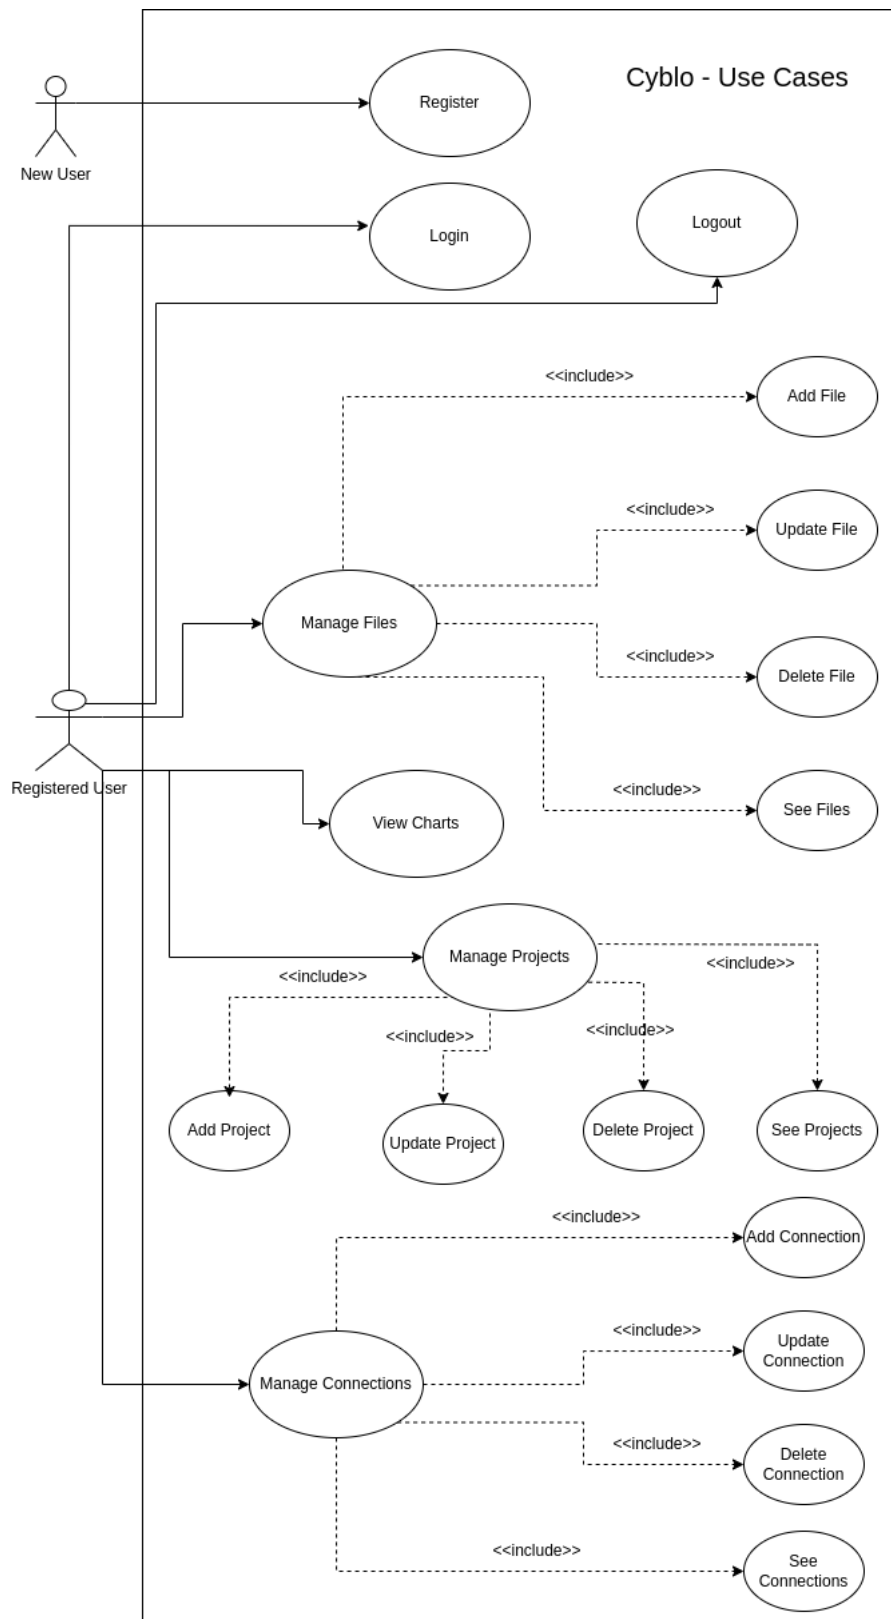 Cyblo - Use Cases
Register
New User
Login
Logout
<<include>>
Add File
<<include>>
Update File
Manage Files
<<include>>
Delete File
Registered User
<<include>>
See Files
View Charts
Manage Projects
<<include>>
<<include>>
<<include>>
<<include>>
Add Project
Update Project
Delete Project
See Projects
<<include>>
Add Connection
<<include>>
Update
Connection
Manage Connections
<<include>>
Delete
Connection
<<include>>
See
Connections